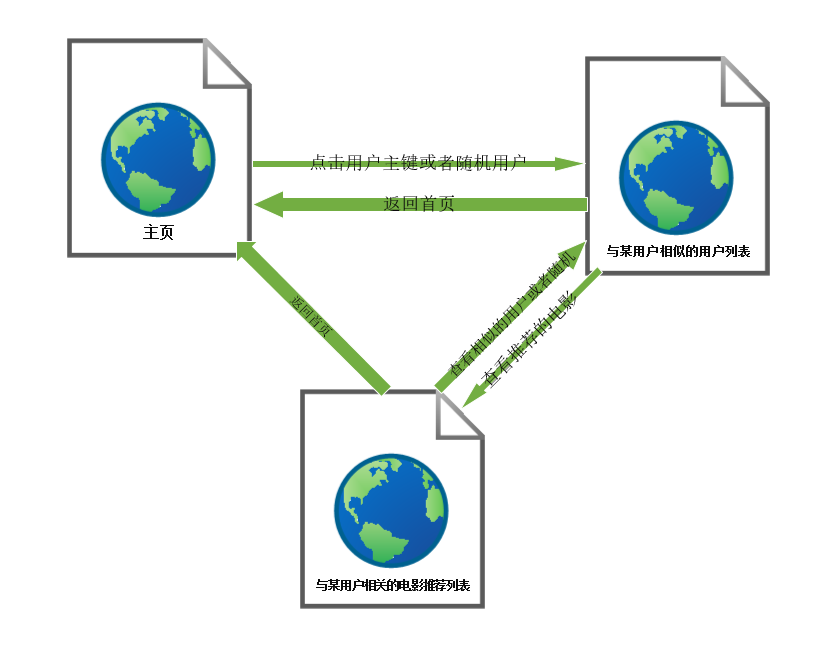 点击用户主键或者随机用户
返回首页
主页
与某用户相似的用户列表
返回首页
查看相似的用户或者随机
查看推荐的电影
与某用户相关的电影推荐列表